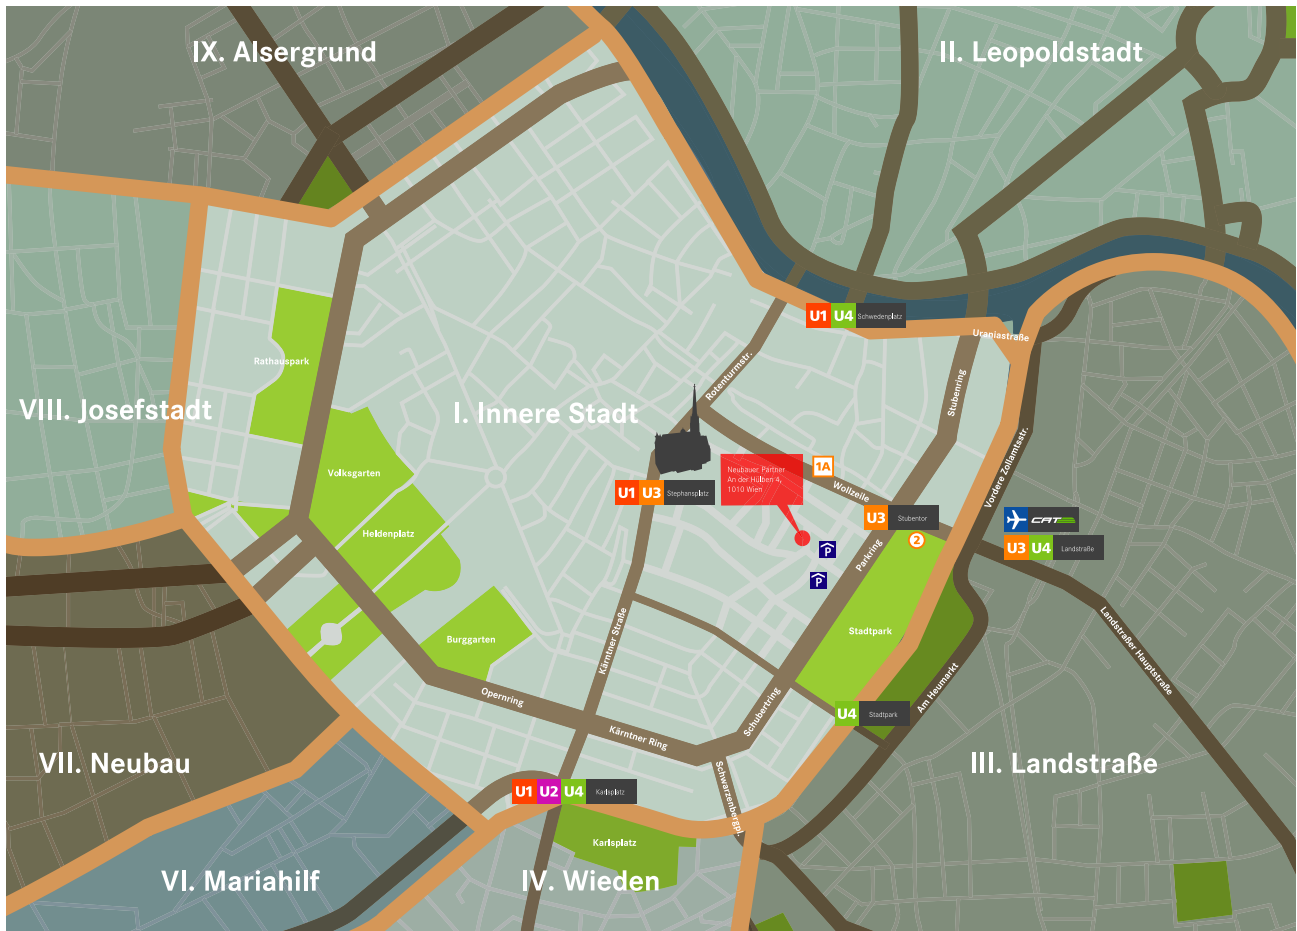 IX. Alsergrund
II. Leopoldstadt
U1 U4 Schwedenplatz
Uraniastraße
Rathauspark
Rotenturmstr.
Stubenring
VIII. Josefstadt
I. Innere Stadt
Vordere Zollamtsstr.
Volksgarten
Neubauer Partner
An der Hülben 4,
1010 Wien
1A
Wollzeile
U1 U3 Stephansplatz
U3 Stubentor
CAT
Heldenplatz
2
P
Parkring
U3 U4 Landstraße
P
Stadtpark
Burggarten
Kärntner Straße
Landstraßer Hauptstraße
Am Heumarkt
Opernring
Schubertring
U4 Stadtpark
Kärntner Ring
VII. Neubau
III. Landstraße
U1 U2 U4 Karlsplatz
Schwarzenbergpl.
Karlsplatz
VI. Mariahilf
IV. Wieden